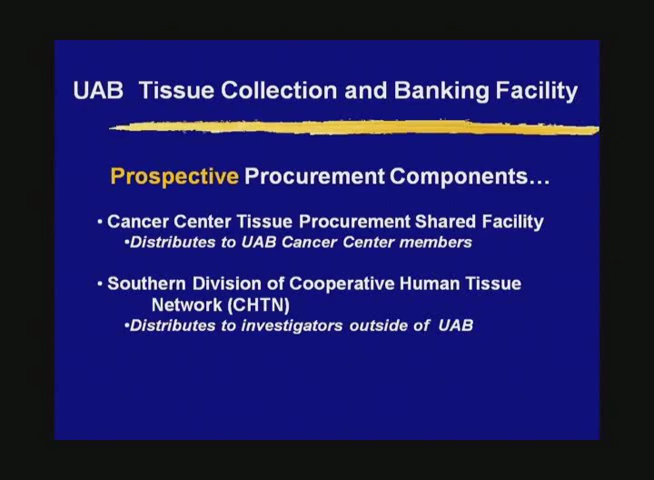 UAB Tissue Collection and Banking Facility
Prospective Procurement Components…
• Cancer Center Tissue Procurement Shared Facility
•Distributes to UAB Cancer Center members
• Southern Division of Cooperative Human Tissue
Network (CHTN)
•Distributes to investigators outside of UAB